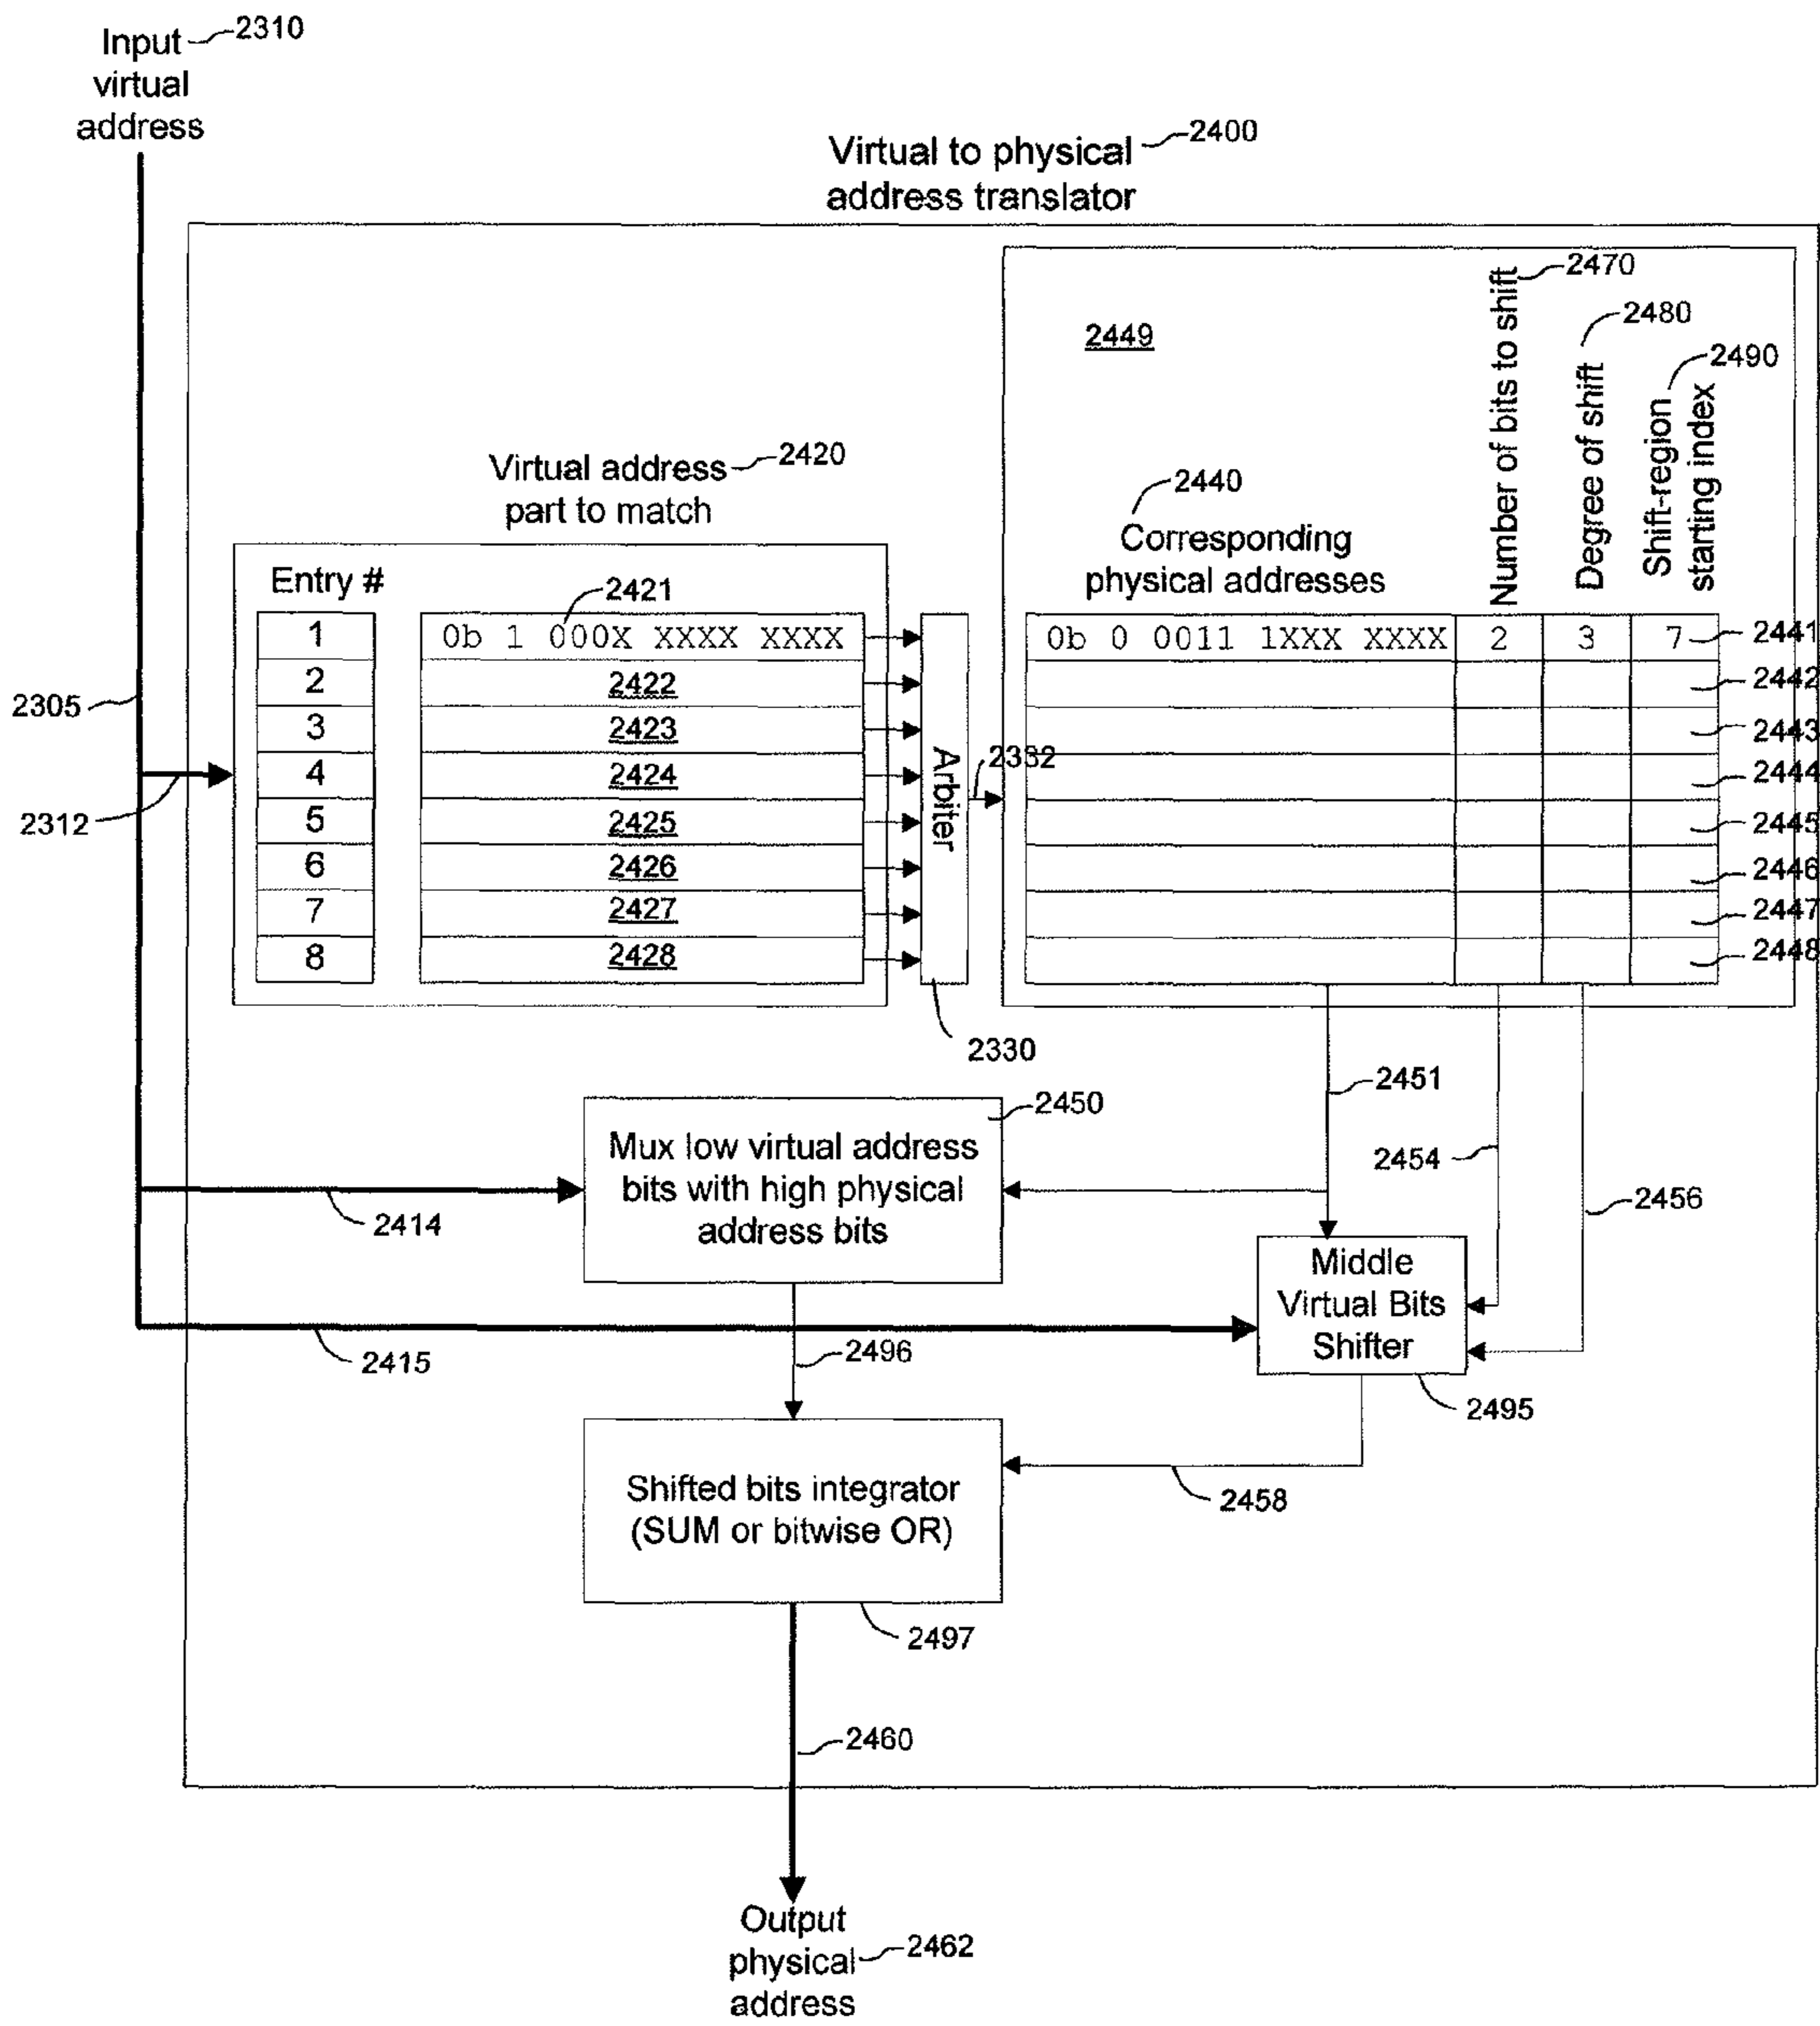 Input 2310
virtual
address
Virtual to physical 2400
address translator
2449
Number of bits to shift 2470
Degree of shift 2480
Shift-region 2490
starting index
Virtual address 2420
part to match
2440
Corresponding
physical addresses
Entry #
2421
1 0b 1 000X XXXX XXXX 0b 0 0011 1XXX XXXX 2 3 7 2441
2 2422 2442
3 2423 2443
4 2424 2444
5 2425 2445
6 2426 2446
7 2427 2447
8 2428 2448
2305
2312
Arbiter
2332
2330
2451
2454
2456
2450
Mux low virtual address
bits with high physical
address bits
2414
Middle
Virtual Bits
Shifter
2415
2496
2495
Shifted bits integrator
(SUM or bitwise OR)
2458
2497
2460
Output
physical 2462
address